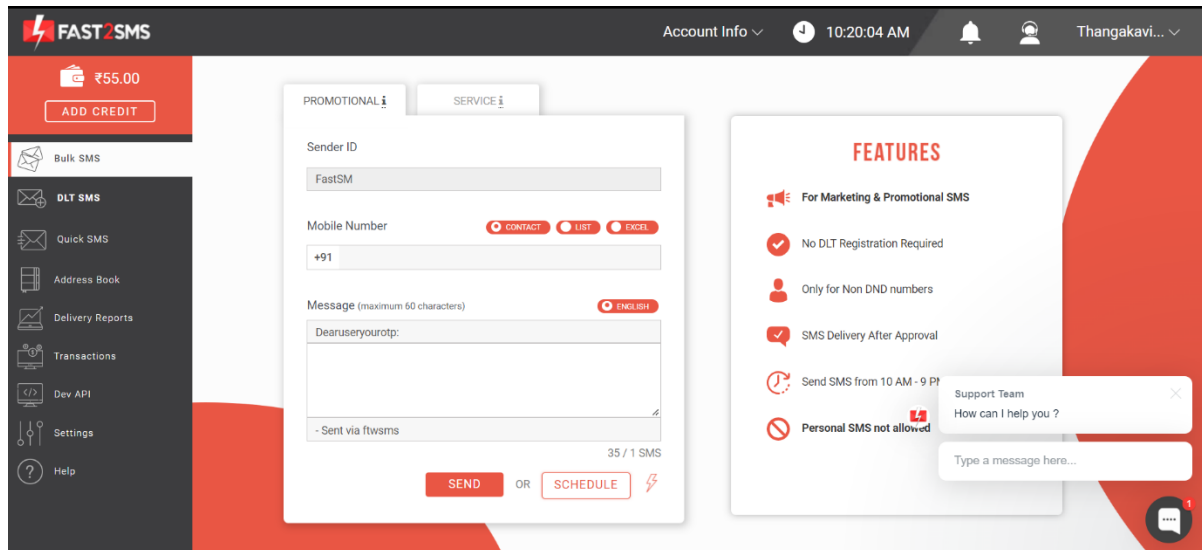 FAST2SMS
Account Info
10:20:04 AM
Thangakavi...
₹55.00
ADD CREDIT
Bulk SMS
DLT SMS
Quick SMS
Address Book
Delivery Reports
Transactions
Dev API
Settings
Help
PROMOTIONAL i
SERVICE i
Sender ID
FastSM
Mobile Number
CONTACT
LIST
EXCEL
+91
Message (maximum 60 characters)
ENGLISH
Dearuseryourotp:
- Sent via ftwsms
35 / 1 SMS
SEND OR SCHEDULE
FEATURES
For Marketing & Promotional SMS
No DLT Registration Required
Only for Non DND numbers
SMS Delivery After Approval
Send SMS from 10 AM - 9 PM
Personal SMS not allowed
Support Team
How can I help you ?
Type a message here...
1